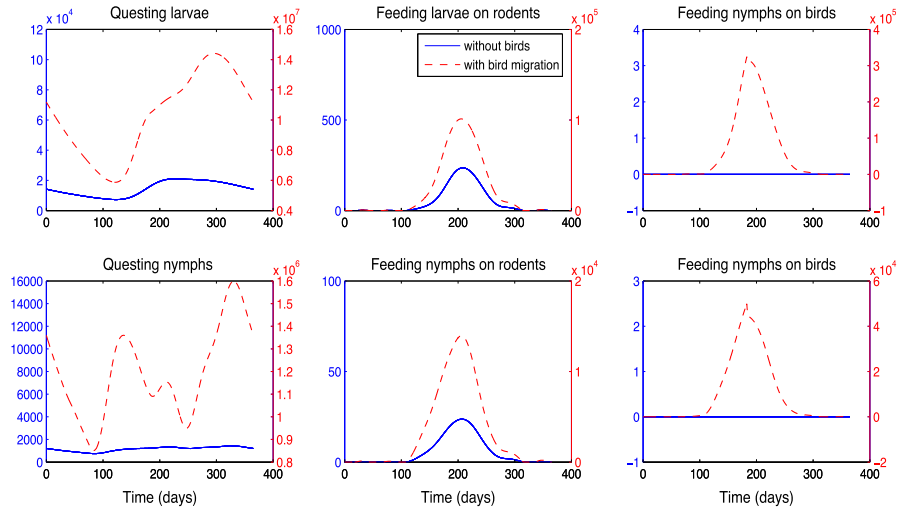 Questing larvae
Feeding larvae on rodents
Feeding nymphs on birds
x 10^4
12
10
8
6
4
2
0
x 10^7
1.6
1.4
1.2
1
0.8
0.6
0.4
0 100 200 300 400
1000
500
0
x 10^5
2
1
0
without birds
with bird migration
0 100 200 300 400
4
3
2
1
0
−1
x 10^5
4
3
2
1
0
−1
0 100 200 300 400
Questing nymphs
Feeding nymphs on rodents
Feeding nymphs on birds
16000
14000
12000
10000
8000
6000
4000
2000
0
x 10^6
1.6
1.5
1.4
1.3
1.2
1.1
1
0.9
0.8
0 100 200 300 400
Time (days)
100
50
0
x 10^4
2
1
0
0 100 200 300 400
Time (days)
3
2
1
0
−1
x 10^4
6
4
2
0
−2
0 100 200 300 400
Time (days)